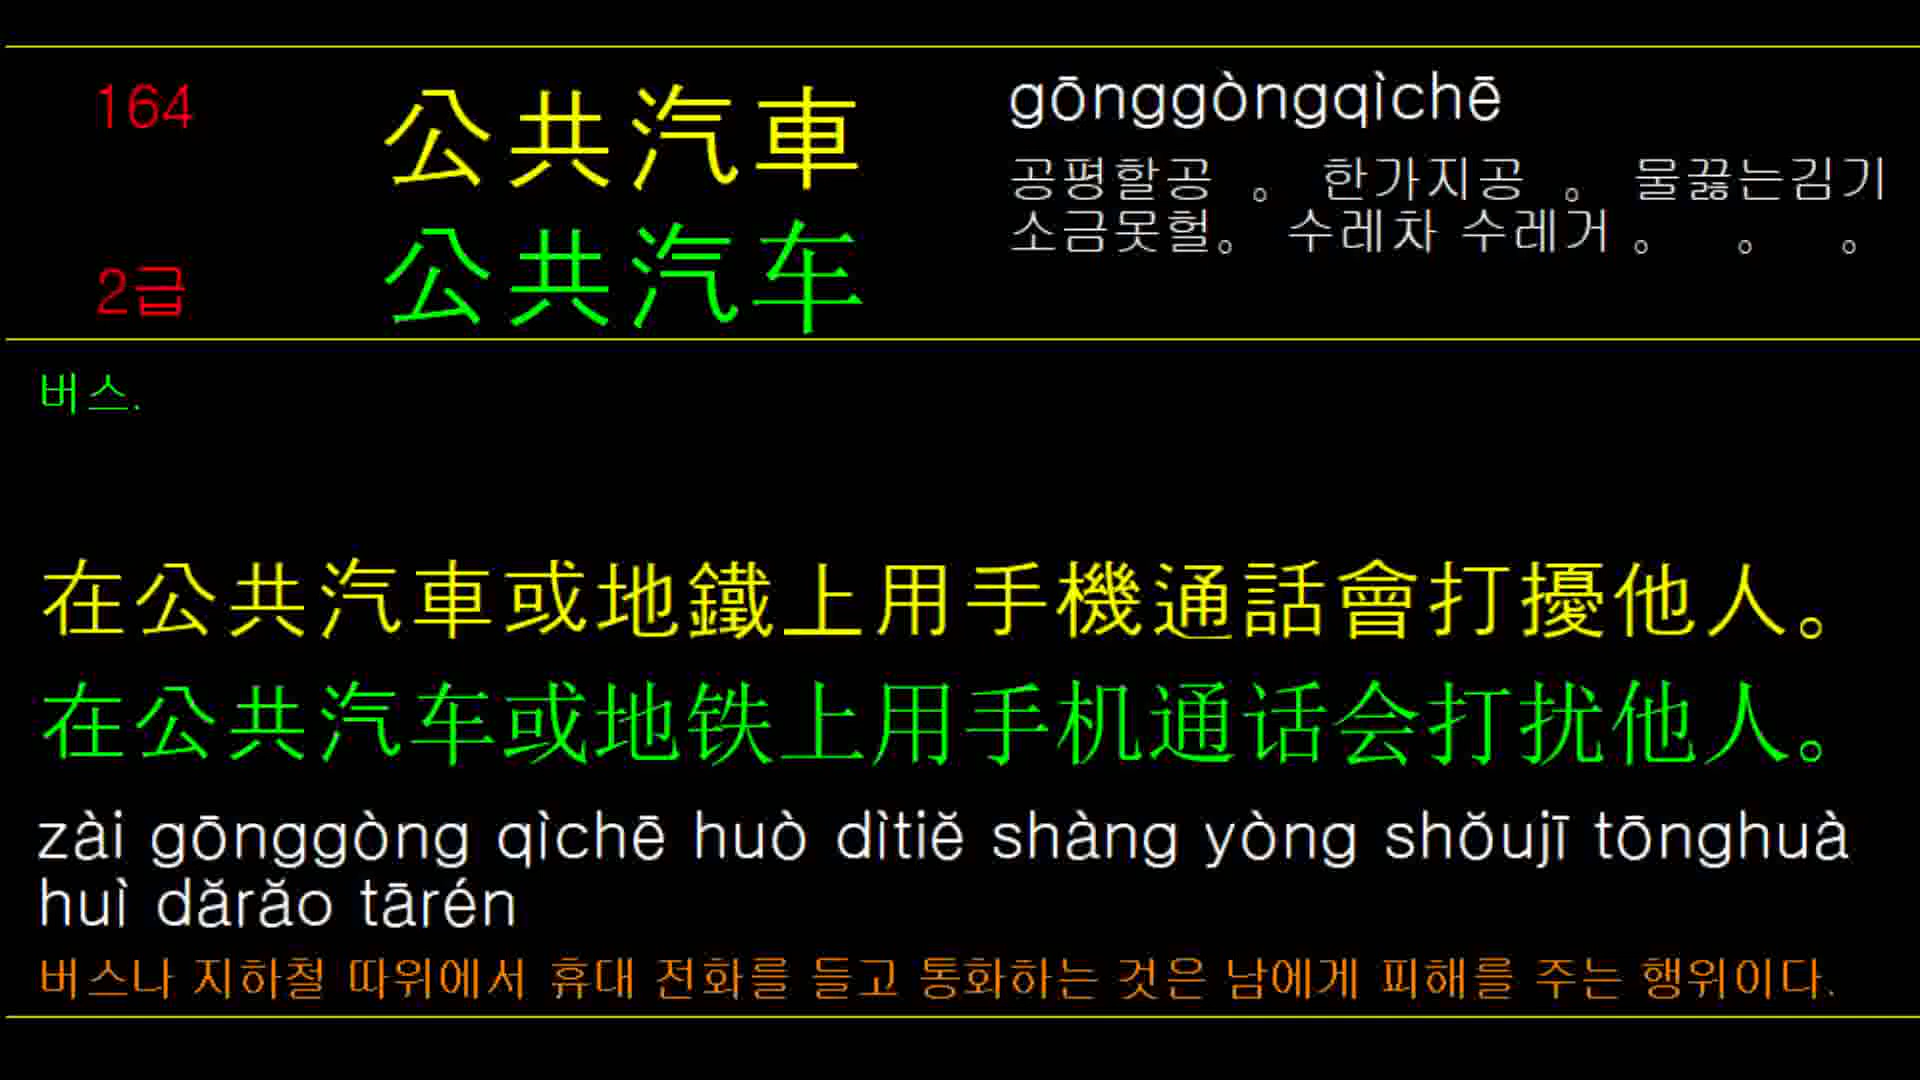 164
公共汽車
gōnggòngqìchē
공평할공 。 한가지공 。 물끓는김기
소금못헐。 수레차 수레거 。 。 。
2급
公共汽车
버스.
在公共汽車或地鐵上用手機通話會打擾他人。
在公共汽车或地铁上用手机通话会打扰他人。
zài gōnggòng qìchē huò dìtiě shàng yòng shǒujī tōnghuà
huì dǎrǎo tārén
버스나 지하철 따위에서 휴대 전화를 들고 통화하는 것은 남에게 피해를 주는 행위이다.